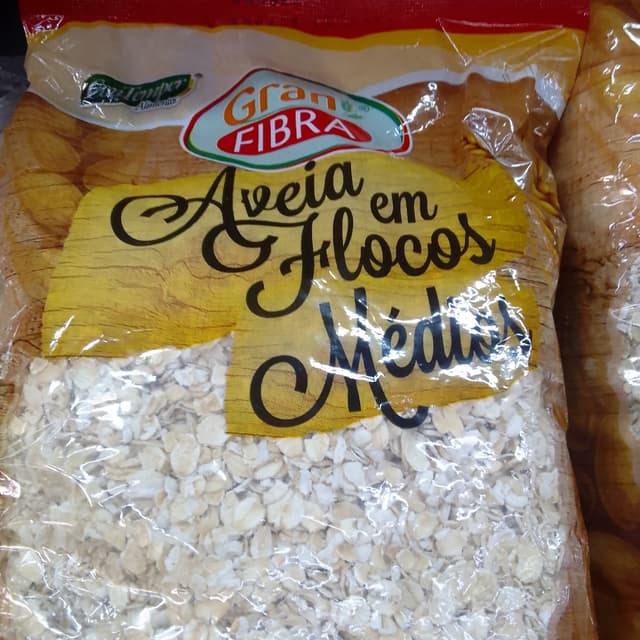 Gran
FIBRA
Aveia em
Flocos
Médios